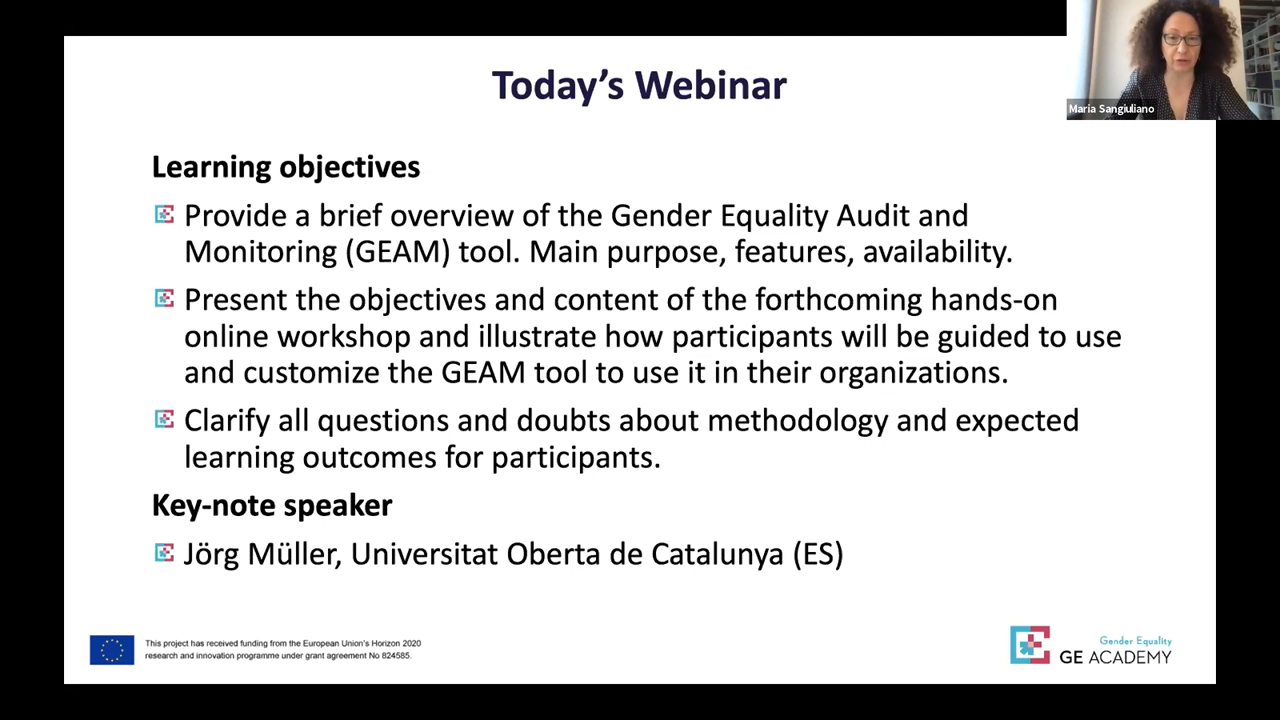 Today's Webinar
Maria Sangiuliano
Learning objectives
Provide a brief overview of the Gender Equality Audit and
Monitoring (GEAM) tool. Main purpose, features, availability.
Present the objectives and content of the forthcoming hands-on
online workshop and illustrate how participants will be guided to use
and customize the GEAM tool to use it in their organizations.
Clarify all questions and doubts about methodology and expected
learning outcomes for participants.
Key-note speaker
Jörg Müller, Universitat Oberta de Catalunya (ES)
This project has received funding from the European Union's Horizon 2020
research and innovation programme under grant agreement No 824585.
Gender Equality
GE ACADEMY